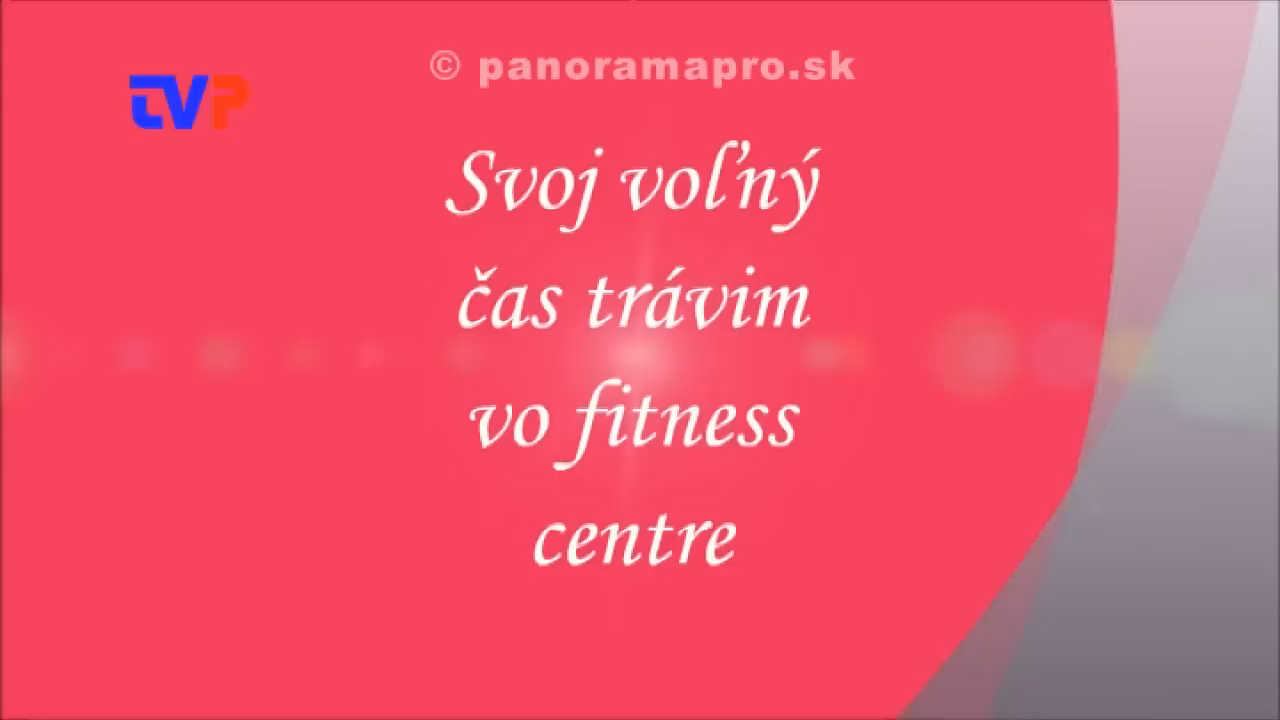 © panoramapro.sk
TVP
Svoj voľný
čas trávim
vo fitness
centre